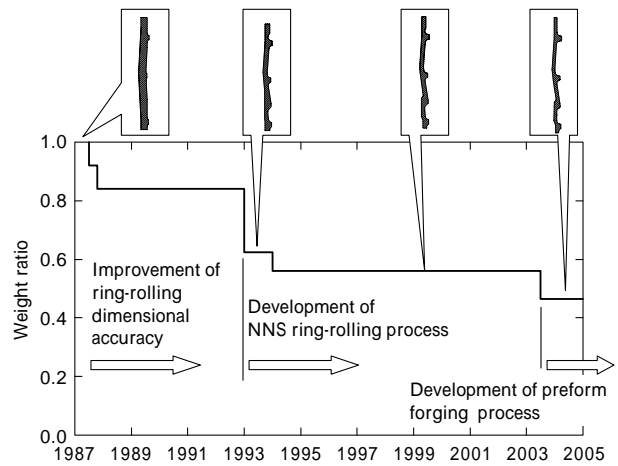 1.0
0.8
0.6
0.4
0.2
0.0
Weight ratio
Improvement of
ring-rolling
dimensional
accuracy
Development of
NNS ring-rolling process
Development of preform
forging process
1987 1989 1991 1993 1995 1997 1999 2001 2003 2005